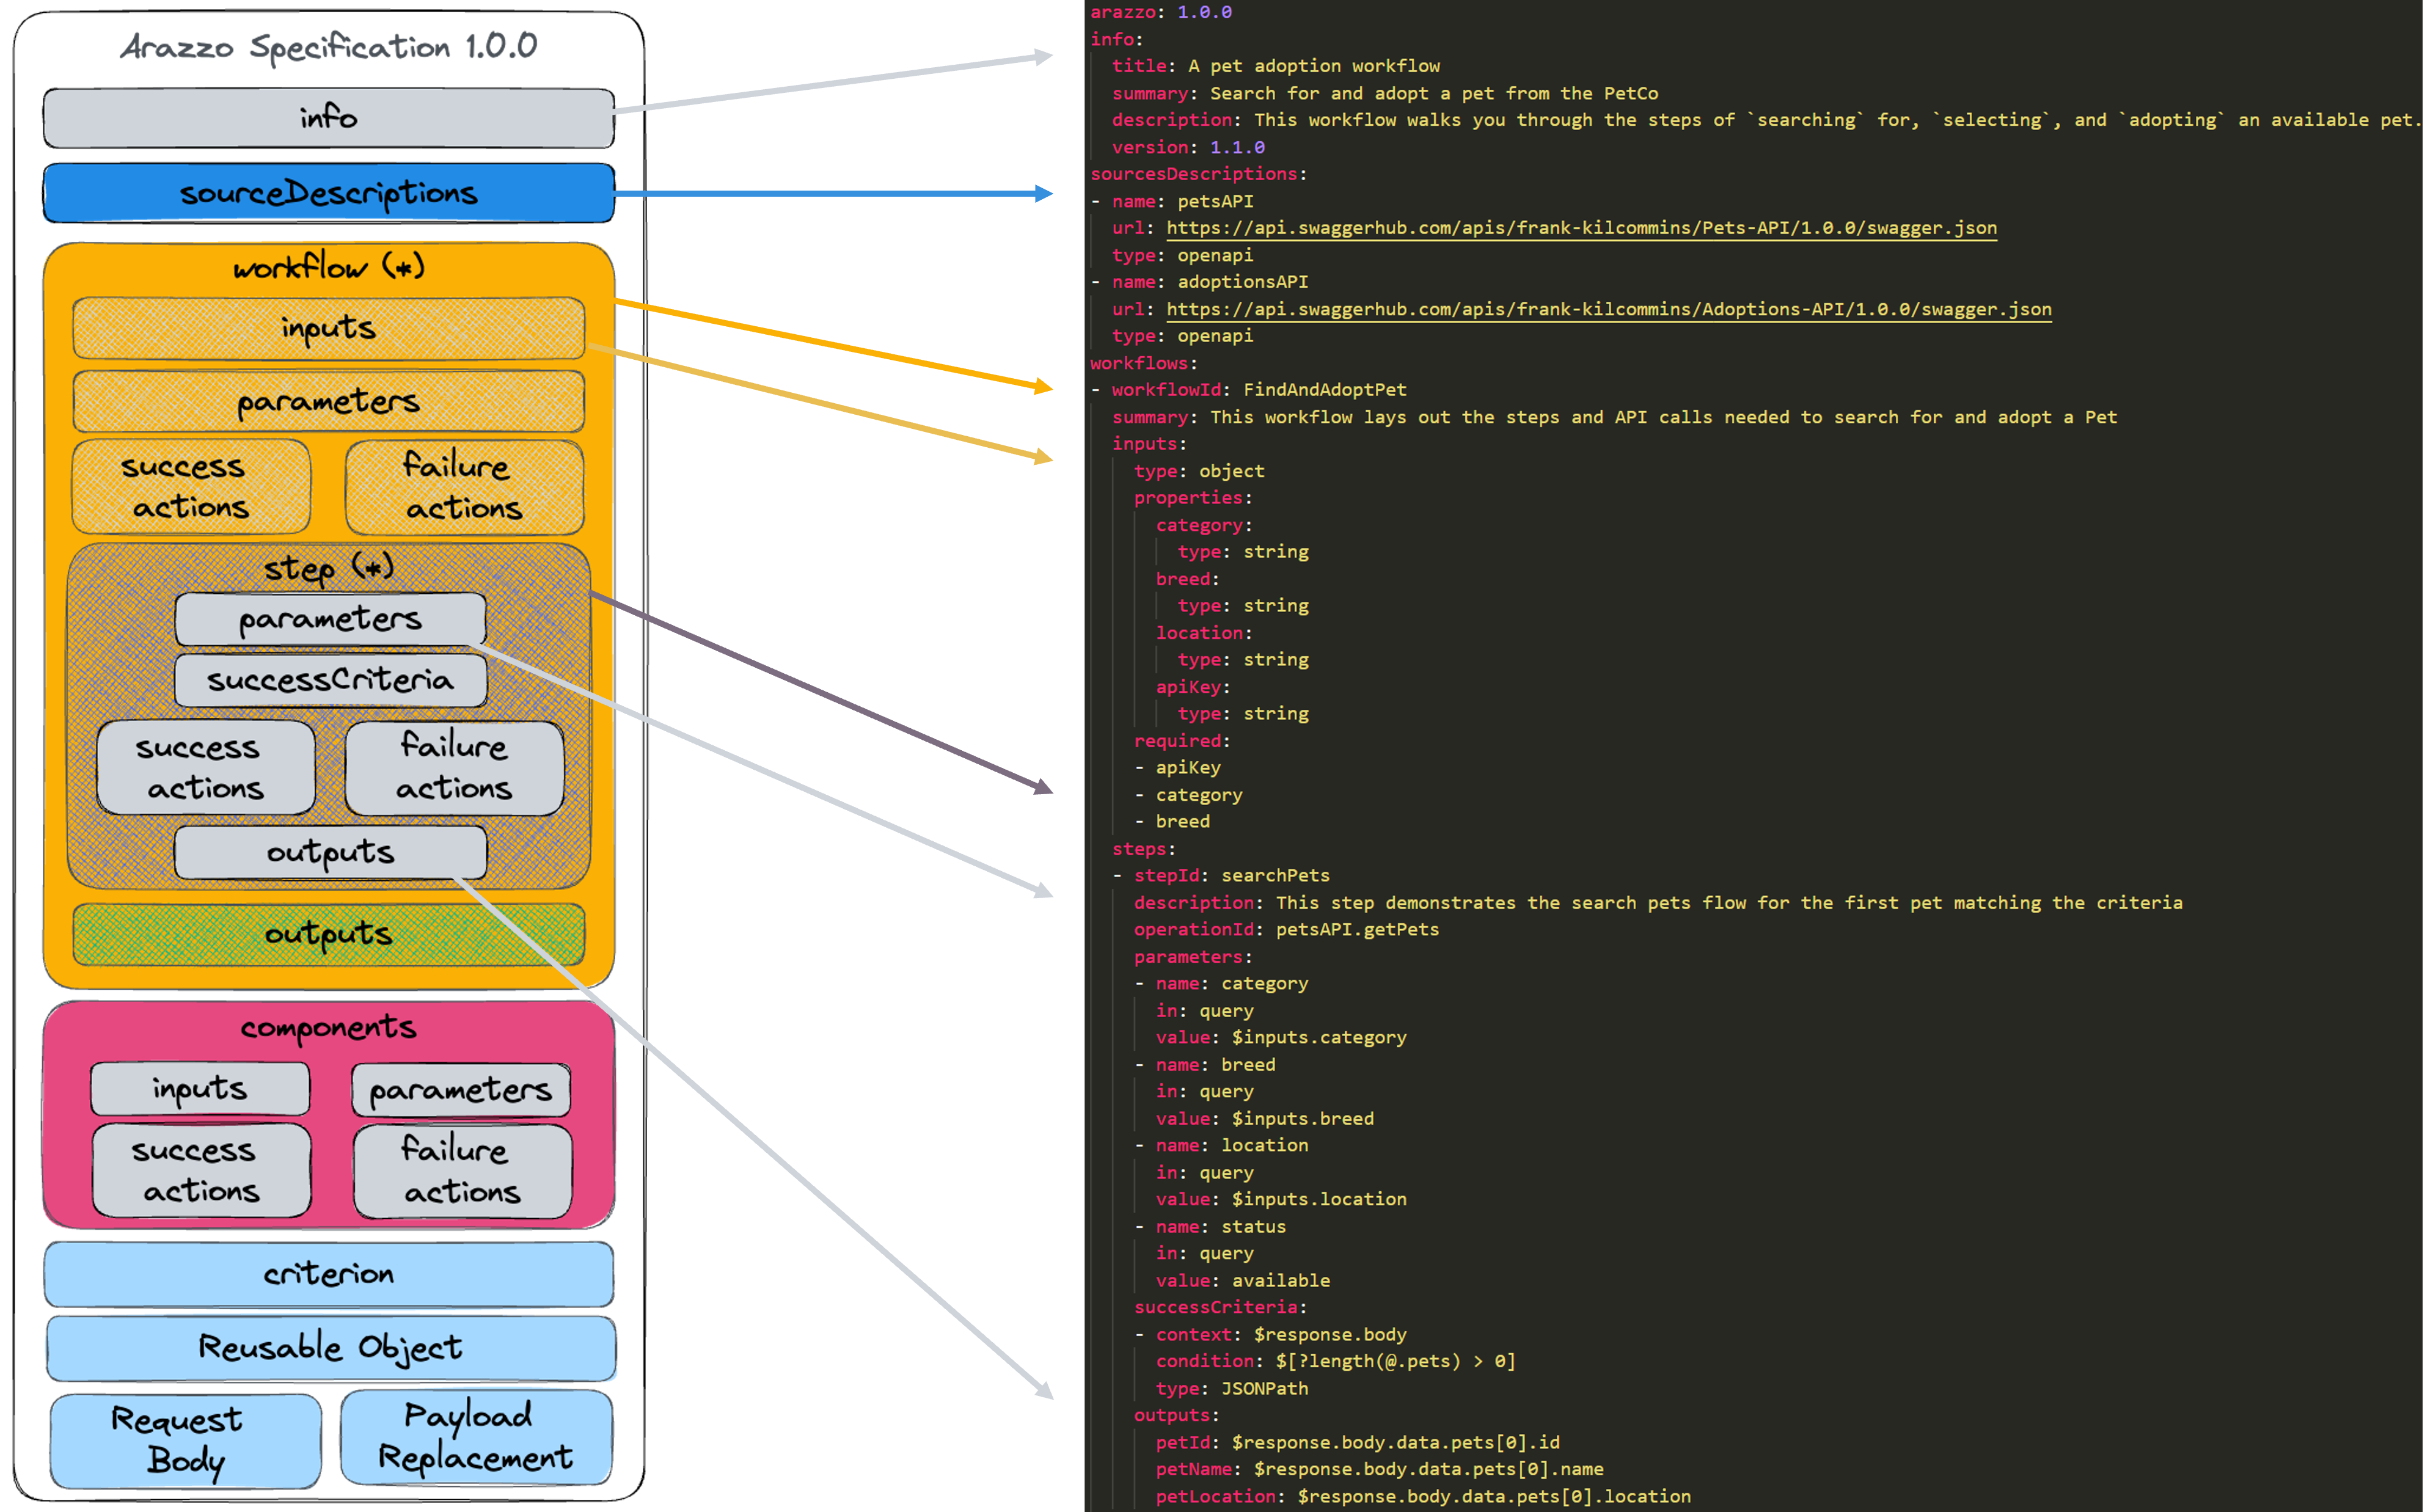 Arazzo Specification 1.0.0
info
sourceDescriptions
workflow (*)
inputs
parameters
success
actions
failure
actions
step (*)
parameters
successCriteria
success
actions
failure
actions
outputs
outputs
components
inputs
parameters
success
actions
failure
actions
criterion
Reusable Object
Request
Body
Payload
Replacement
arazzo: 1.0.0
info:
  title: A pet adoption workflow
  summary: Search for and adopt a pet from the PetCo
  description: This workflow walks you through the steps of `searching` for, `selecting`, and `adopting` an available pet.
  version: 1.1.0
sourcesDescriptions:
- name: petsAPI
  url: https://api.swaggerhub.com/apis/frank-kilcommins/Pets-API/1.0.0/swagger.json
  type: openapi
- name: adoptionsAPI
  url: https://api.swaggerhub.com/apis/frank-kilcommins/Adoptions-API/1.0.0/swagger.json
  type: openapi
workflows:
- workflowId: FindAndAdoptPet
  summary: This workflow lays out the steps and API calls needed to search for and adopt a Pet
  inputs:
    type: object
    properties:
      category:
        type: string
      breed:
        type: string
      location:
        type: string
      apiKey:
        type: string
    required:
    - apiKey
    - category
    - breed
  steps:
  - stepId: searchPets
    description: This step demonstrates the search pets flow for the first pet matching the criteria
    operationId: petsAPI.getPets
    parameters:
    - name: category
      in: query
      value: $inputs.category
    - name: breed
      in: query
      value: $inputs.breed
    - name: location
      in: query
      value: $inputs.location
    - name: status
      in: query
      value: available
    successCriteria:
    - context: $response.body
      condition: $[?length(@.pets) > 0]
      type: JSONPath
    outputs:
      petId: $response.body.data.pets[0].id
      petName: $response.body.data.pets[0].name
      petLocation: $response.body.data.pets[0].location